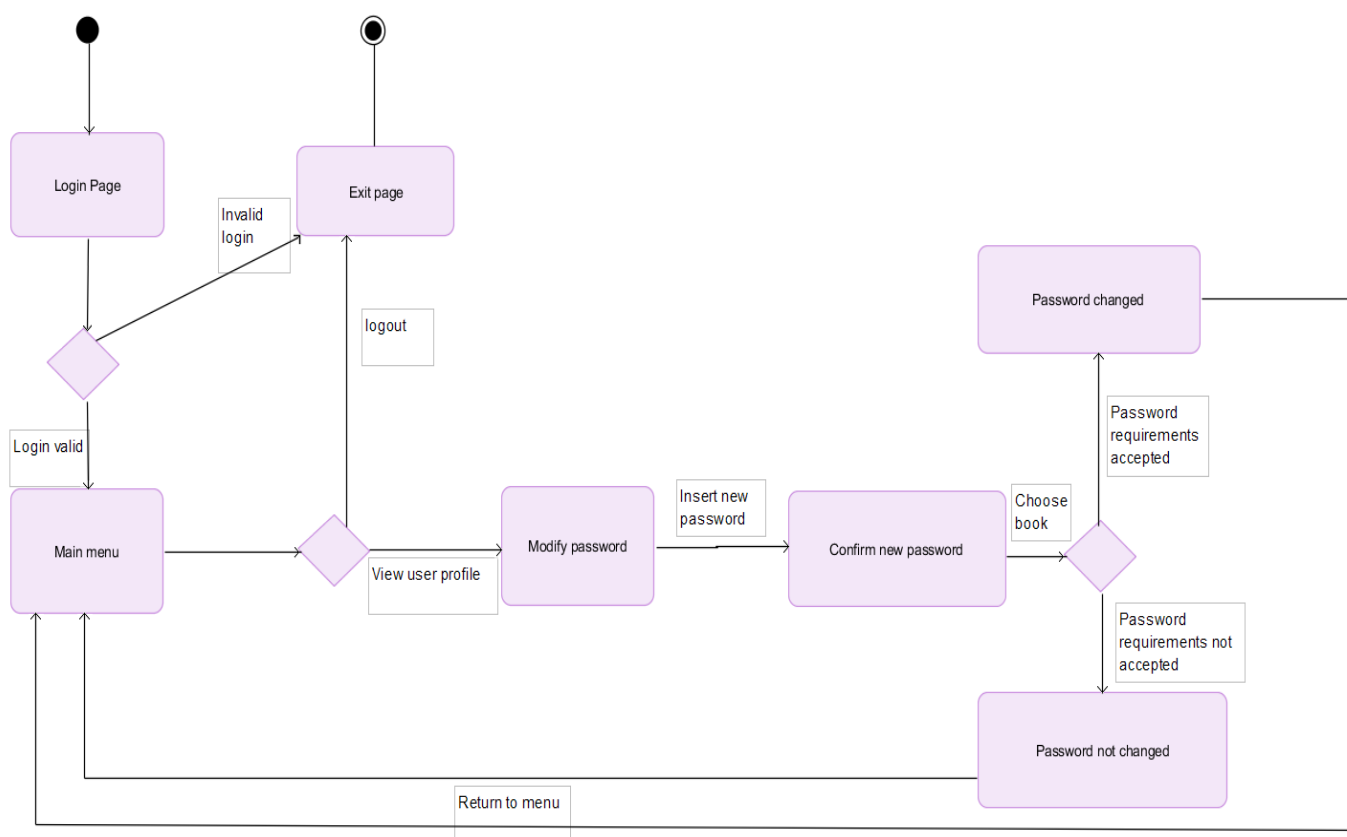 Login Page
Exit page
Invalid
login
logout
Login valid
Main menu
View user profile
Modify password
Insert new
password
Confirm new password
Choose
book
Password
requirements
accepted
Password changed
Password
requirements not
accepted
Password not changed
Return to menu